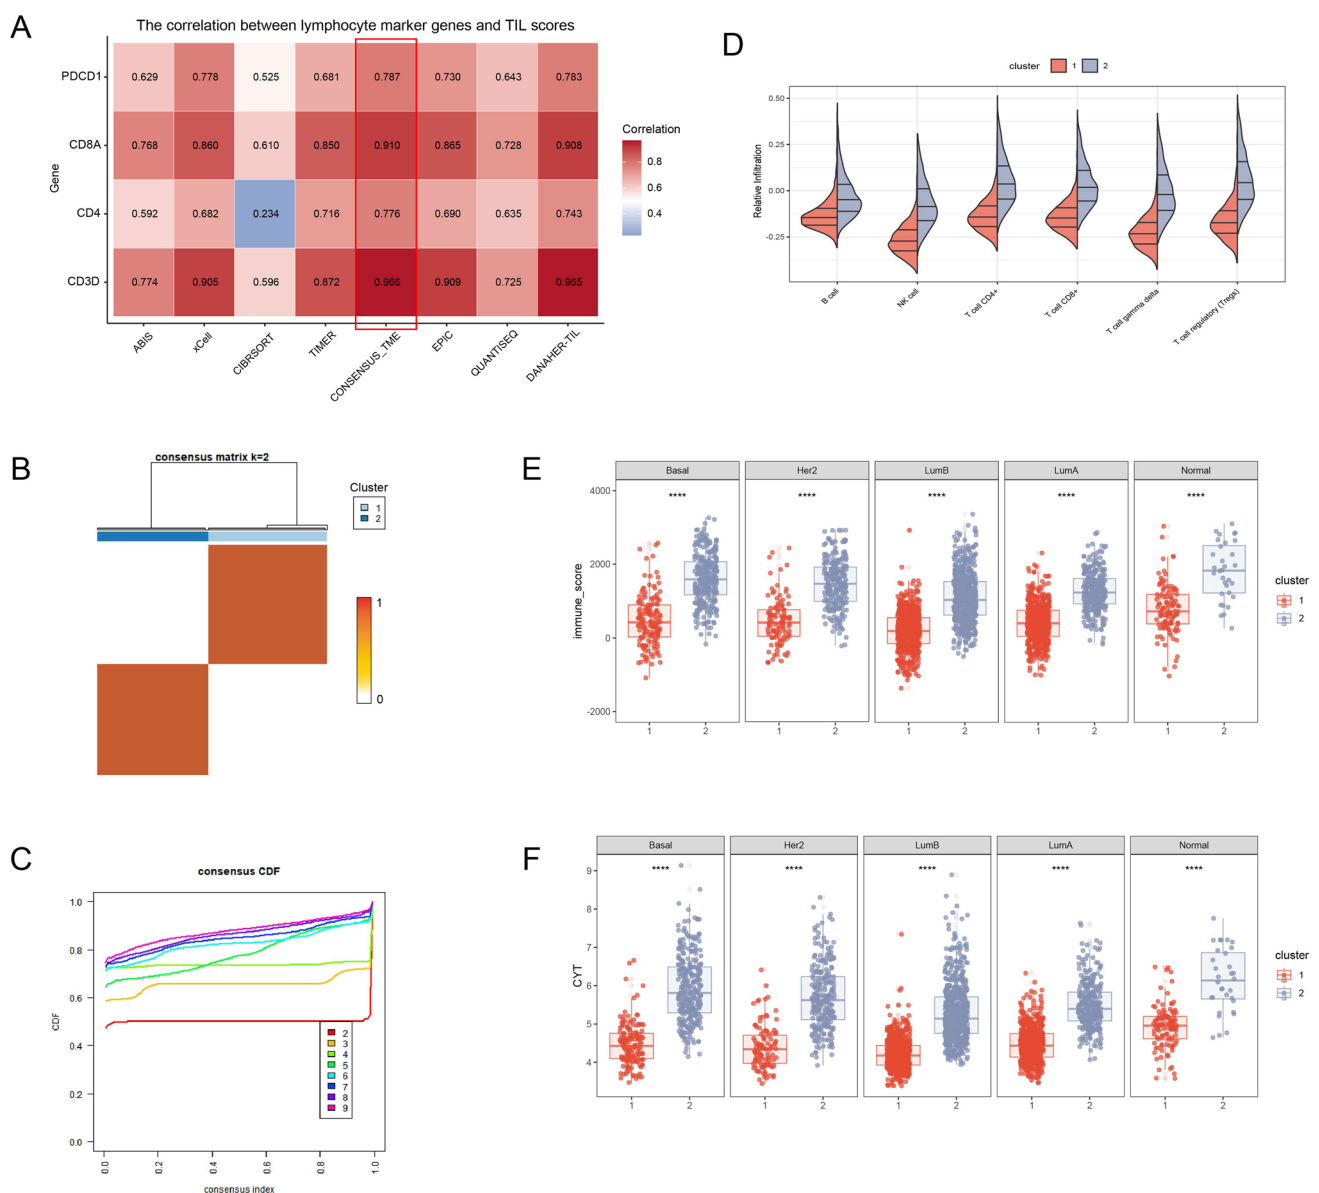 A
The correlation between lymphocyte marker genes and TIL scores
Gene
PDCD1
0.629 0.778 0.525 0.681 0.787 0.730 0.643 0.783
CD8A
0.768 0.860 0.610 0.850 0.910 0.865 0.728 0.908
CD4
0.592 0.682 0.234 0.716 0.776 0.690 0.635 0.743
CD3D
0.774 0.905 0.596 0.872 0.966 0.909 0.725 0.965
ABIS xCell CIBRSORT TIMER CONSENSUS_TME EPIC QUANTISEQ DANAHER-TIL
Correlation
0.8
0.6
0.4
D
cluster 1 2
Relative Infiltration
0.50
0.25
0.00
-0.25
B cell NK cell T cell CD4+ T cell CD8+ T cell gamma delta T cell regulatory (Tregs)
B
consensus matrix k=2
Cluster
1
2
1
0
E
Basal Her2 LumB LumA Normal
**** **** **** **** ****
immune_score
4000
2000
0
-2000
1 2 1 2 1 2 1 2 1 2
cluster
1
2
C
consensus CDF
CDF
1.0
0.8
0.6
0.4
0.2
0.0
2
3
4
5
6
7
8
9
0.0 0.2 0.4 0.6 0.8 1.0
consensus index
F
Basal Her2 LumB LumA Normal
**** **** **** **** ****
CYT
9
8
7
6
5
4
1 2 1 2 1 2 1 2 1 2
cluster
1
2